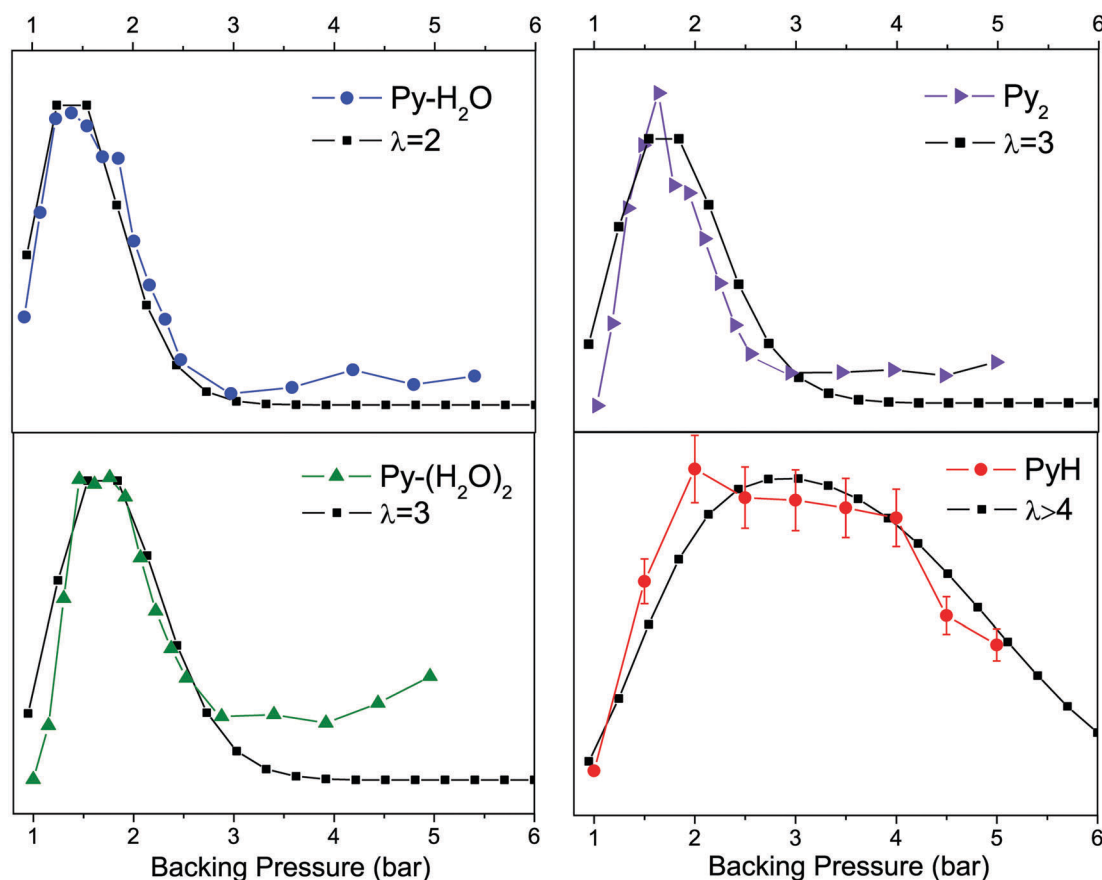 1 2 3 4 5 6
1 2 3 4 5 6
Py-H₂O
λ=2
Py₂
λ=3
Py-(H₂O)₂
λ=3
PyH
λ>4
1 2 3 4 5 6
1 2 3 4 5 6
Backing Pressure (bar)
Backing Pressure (bar)